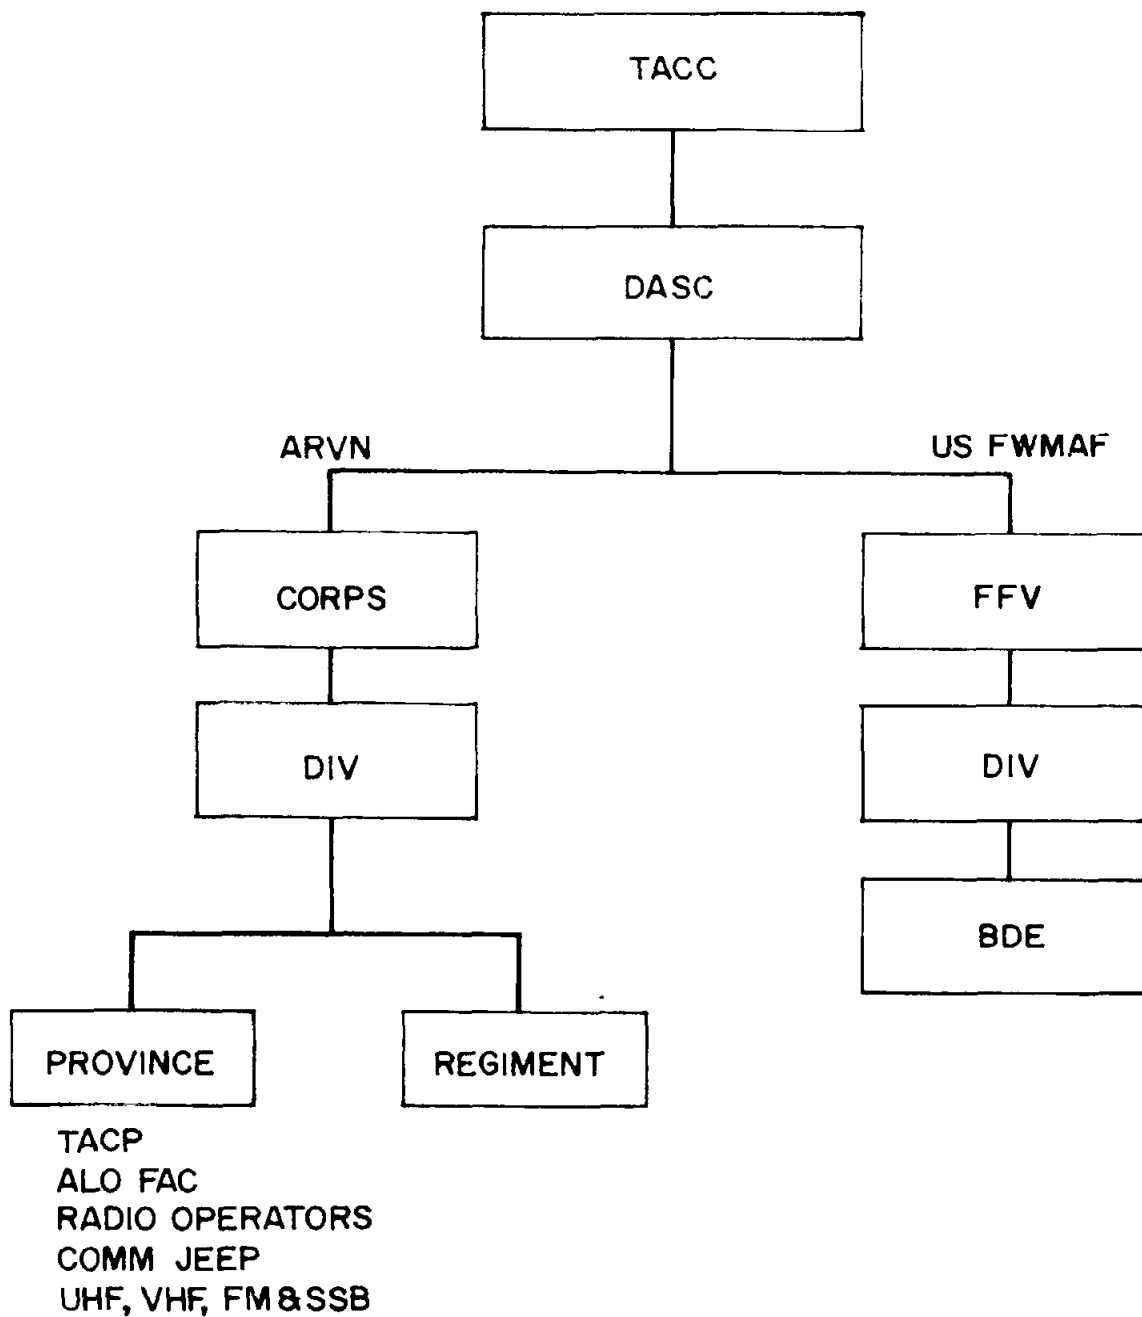 TACC
DASC
ARVN
US FWMAF
CORPS
FFV
DIV
DIV
BDE
PROVINCE
REGIMENT
TACP
ALO FAC
RADIO OPERATORS
COMM JEEP
UHF, VHF, FM & SSB